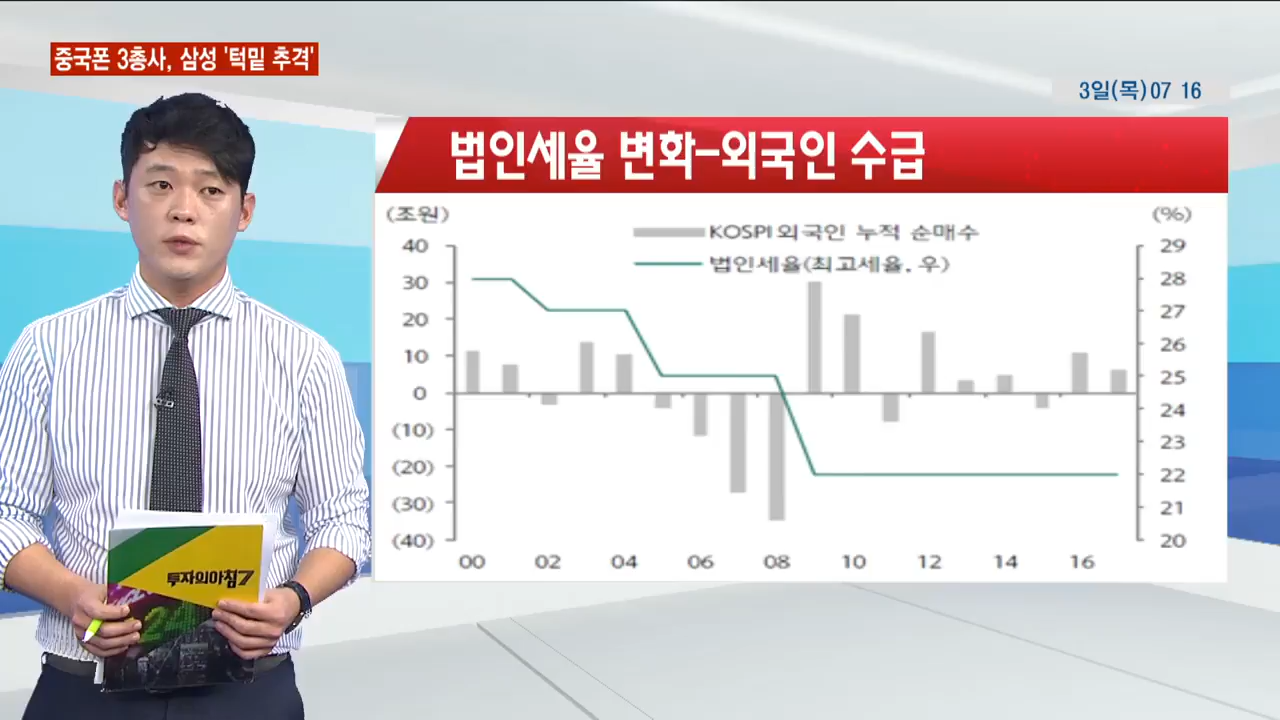 중국폰 3총사, 삼성 '턱밑 추격'
3일(목) 07 16
법인세율 변화-외국인 수급
(조원)
(%)
KOSPI 외국인 누적 순매수
법인세율(최고세율, 우)
40
30
20
10
0
(10)
(20)
(30)
(40)
29
28
27
26
25
24
23
22
21
20
00 02 04 06 08 10 12 14 16
투자의아침7